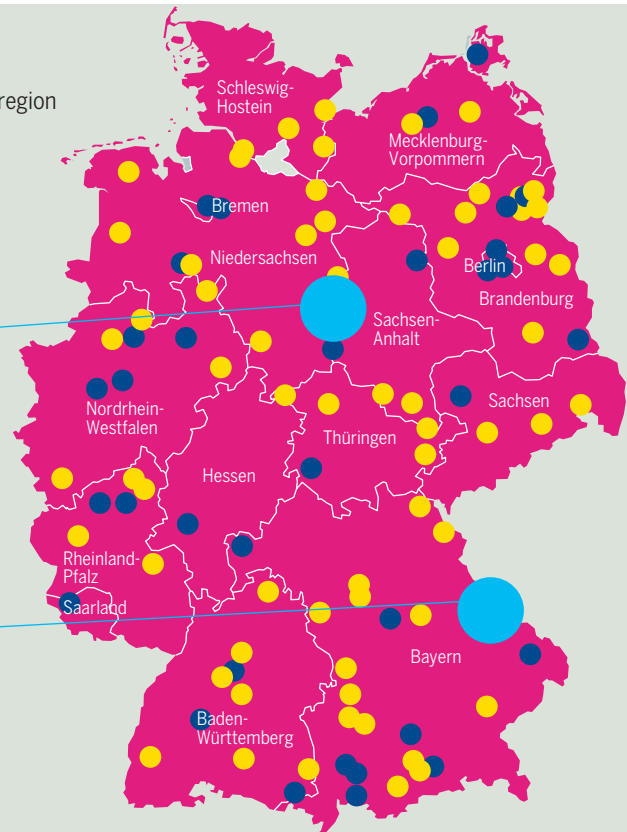 region
Schleswig-
Hostein
Mecklenburg-
Vorpommern
Bremen
Niedersachsen
Berlin
Brandenburg
Sachsen-
Anhalt
Nordrhein-
Westfalen
Sachsen
Thüringen
Hessen
Rheinland-
Pfalz
Saarland
Bayern
Baden-
Württemberg